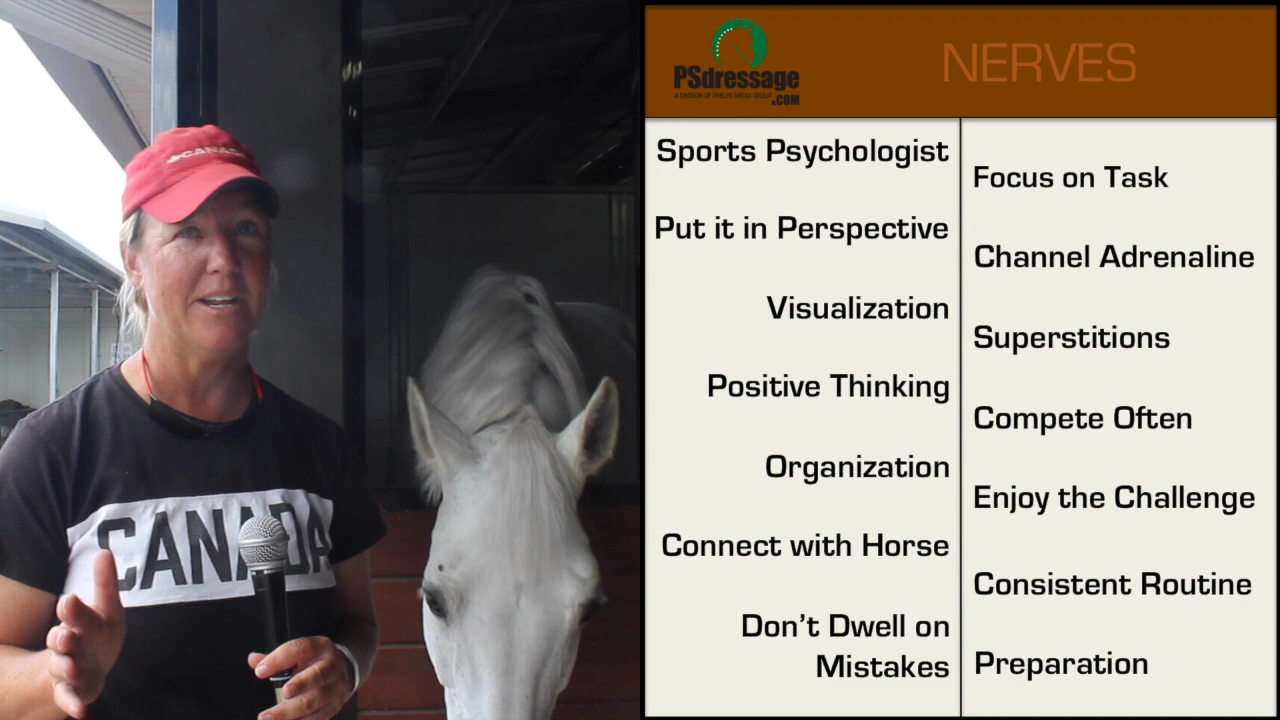 CANADA
CANADA
PSdressage
A DIVISION OF PHELPS MEDIA GROUP
.COM
NERVES
Sports Psychologist
Put it in Perspective
Visualization
Positive Thinking
Organization
Connect with Horse
Don't Dwell on
Mistakes
Focus on Task
Channel Adrenaline
Superstitions
Compete Often
Enjoy the Challenge
Consistent Routine
Preparation